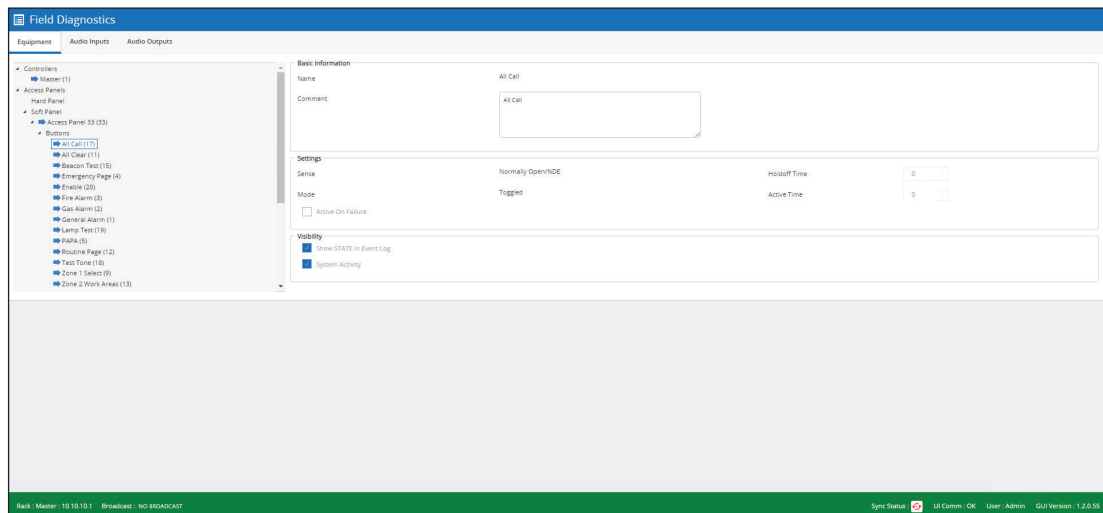 Field Diagnostics
Equipment Audio Inputs Audio Outputs
Controllers
Master (1)
Access Panels
Hard Panel
Soft Panel
Access Panel 33 (33)
Buttons
All Call (17)
All Clear (11)
Beacon Test (15)
Emergency Page (4)
Enable (20)
Fire Alarm (3)
Gas Alarm (2)
General Alarm (1)
Lamp Test (19)
PAPA (5)
Routine Page (12)
Test Tone (18)
Zone 1 Select (9)
Zone 2 Work Areas (13)
Basic Information
Name All Call
Comment All Call
Settings
Sense Normally Open/NDE Holdoff Time 0
Mode Toggled Active Time 0
Active On Failure
Visibility
Show STATE in Event Log
System Activity
Rack : Master : 10.10.10.1 Broadcast : NO BROADCAST Sync Status : UI Comm : OK User : Admin GUI Version : 1.2.0.55